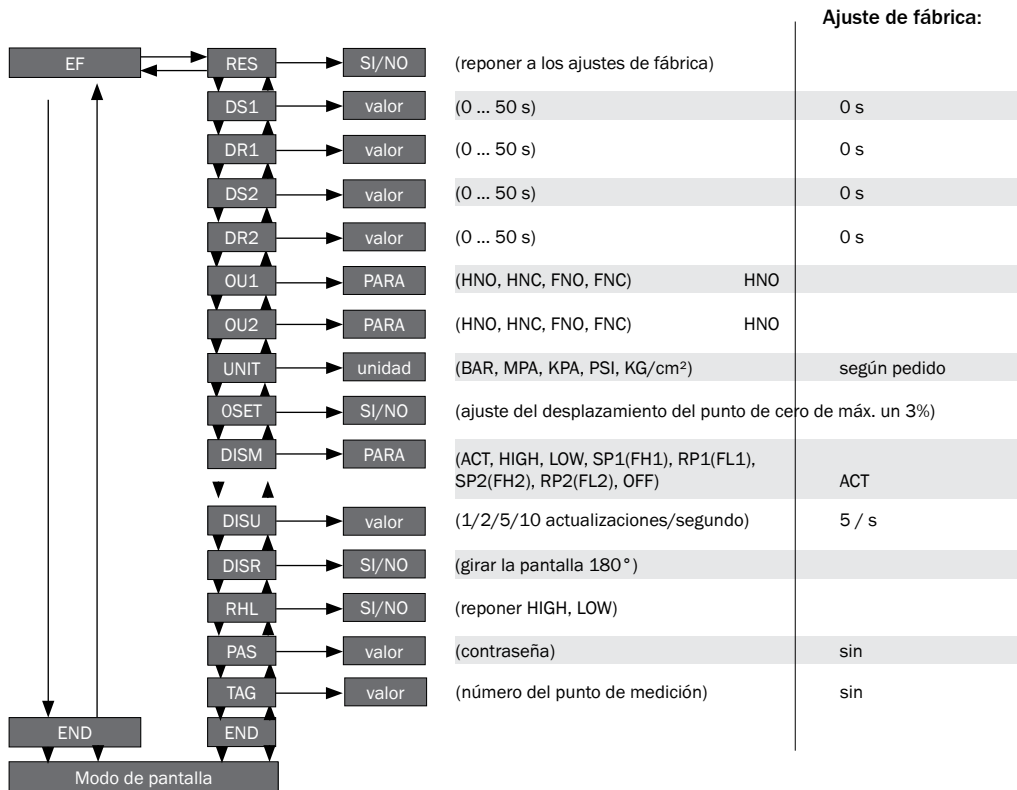 Ajuste de fábrica:
EF RES SI/NO (reponer a los ajustes de fábrica)
DS1 valor (0 ... 50 s) 0 s
DR1 valor (0 ... 50 s) 0 s
DS2 valor (0 ... 50 s) 0 s
DR2 valor (0 ... 50 s) 0 s
OU1 PARA (HNO, HNC, FNO, FNC) HNO
OU2 PARA (HNO, HNC, FNO, FNC) HNO
UNIT unidad (BAR, MPA, KPA, PSI, KG/cm²) según pedido
0SET SI/NO (ajuste del desplazamiento del punto de cero de máx. un 3%)
DISM PARA (ACT, HIGH, LOW, SP1(FH1), RP1(FL1),
SP2(FH2), RP2(FL2), OFF) ACT
DISU valor (1/2/5/10 actualizaciones/segundo) 5 / s
DISR SI/NO (girar la pantalla 180°)
RHL SI/NO (reponer HIGH, LOW)
PAS valor (contraseña) sin
TAG valor (número del punto de medición) sin
END END
Modo de pantalla